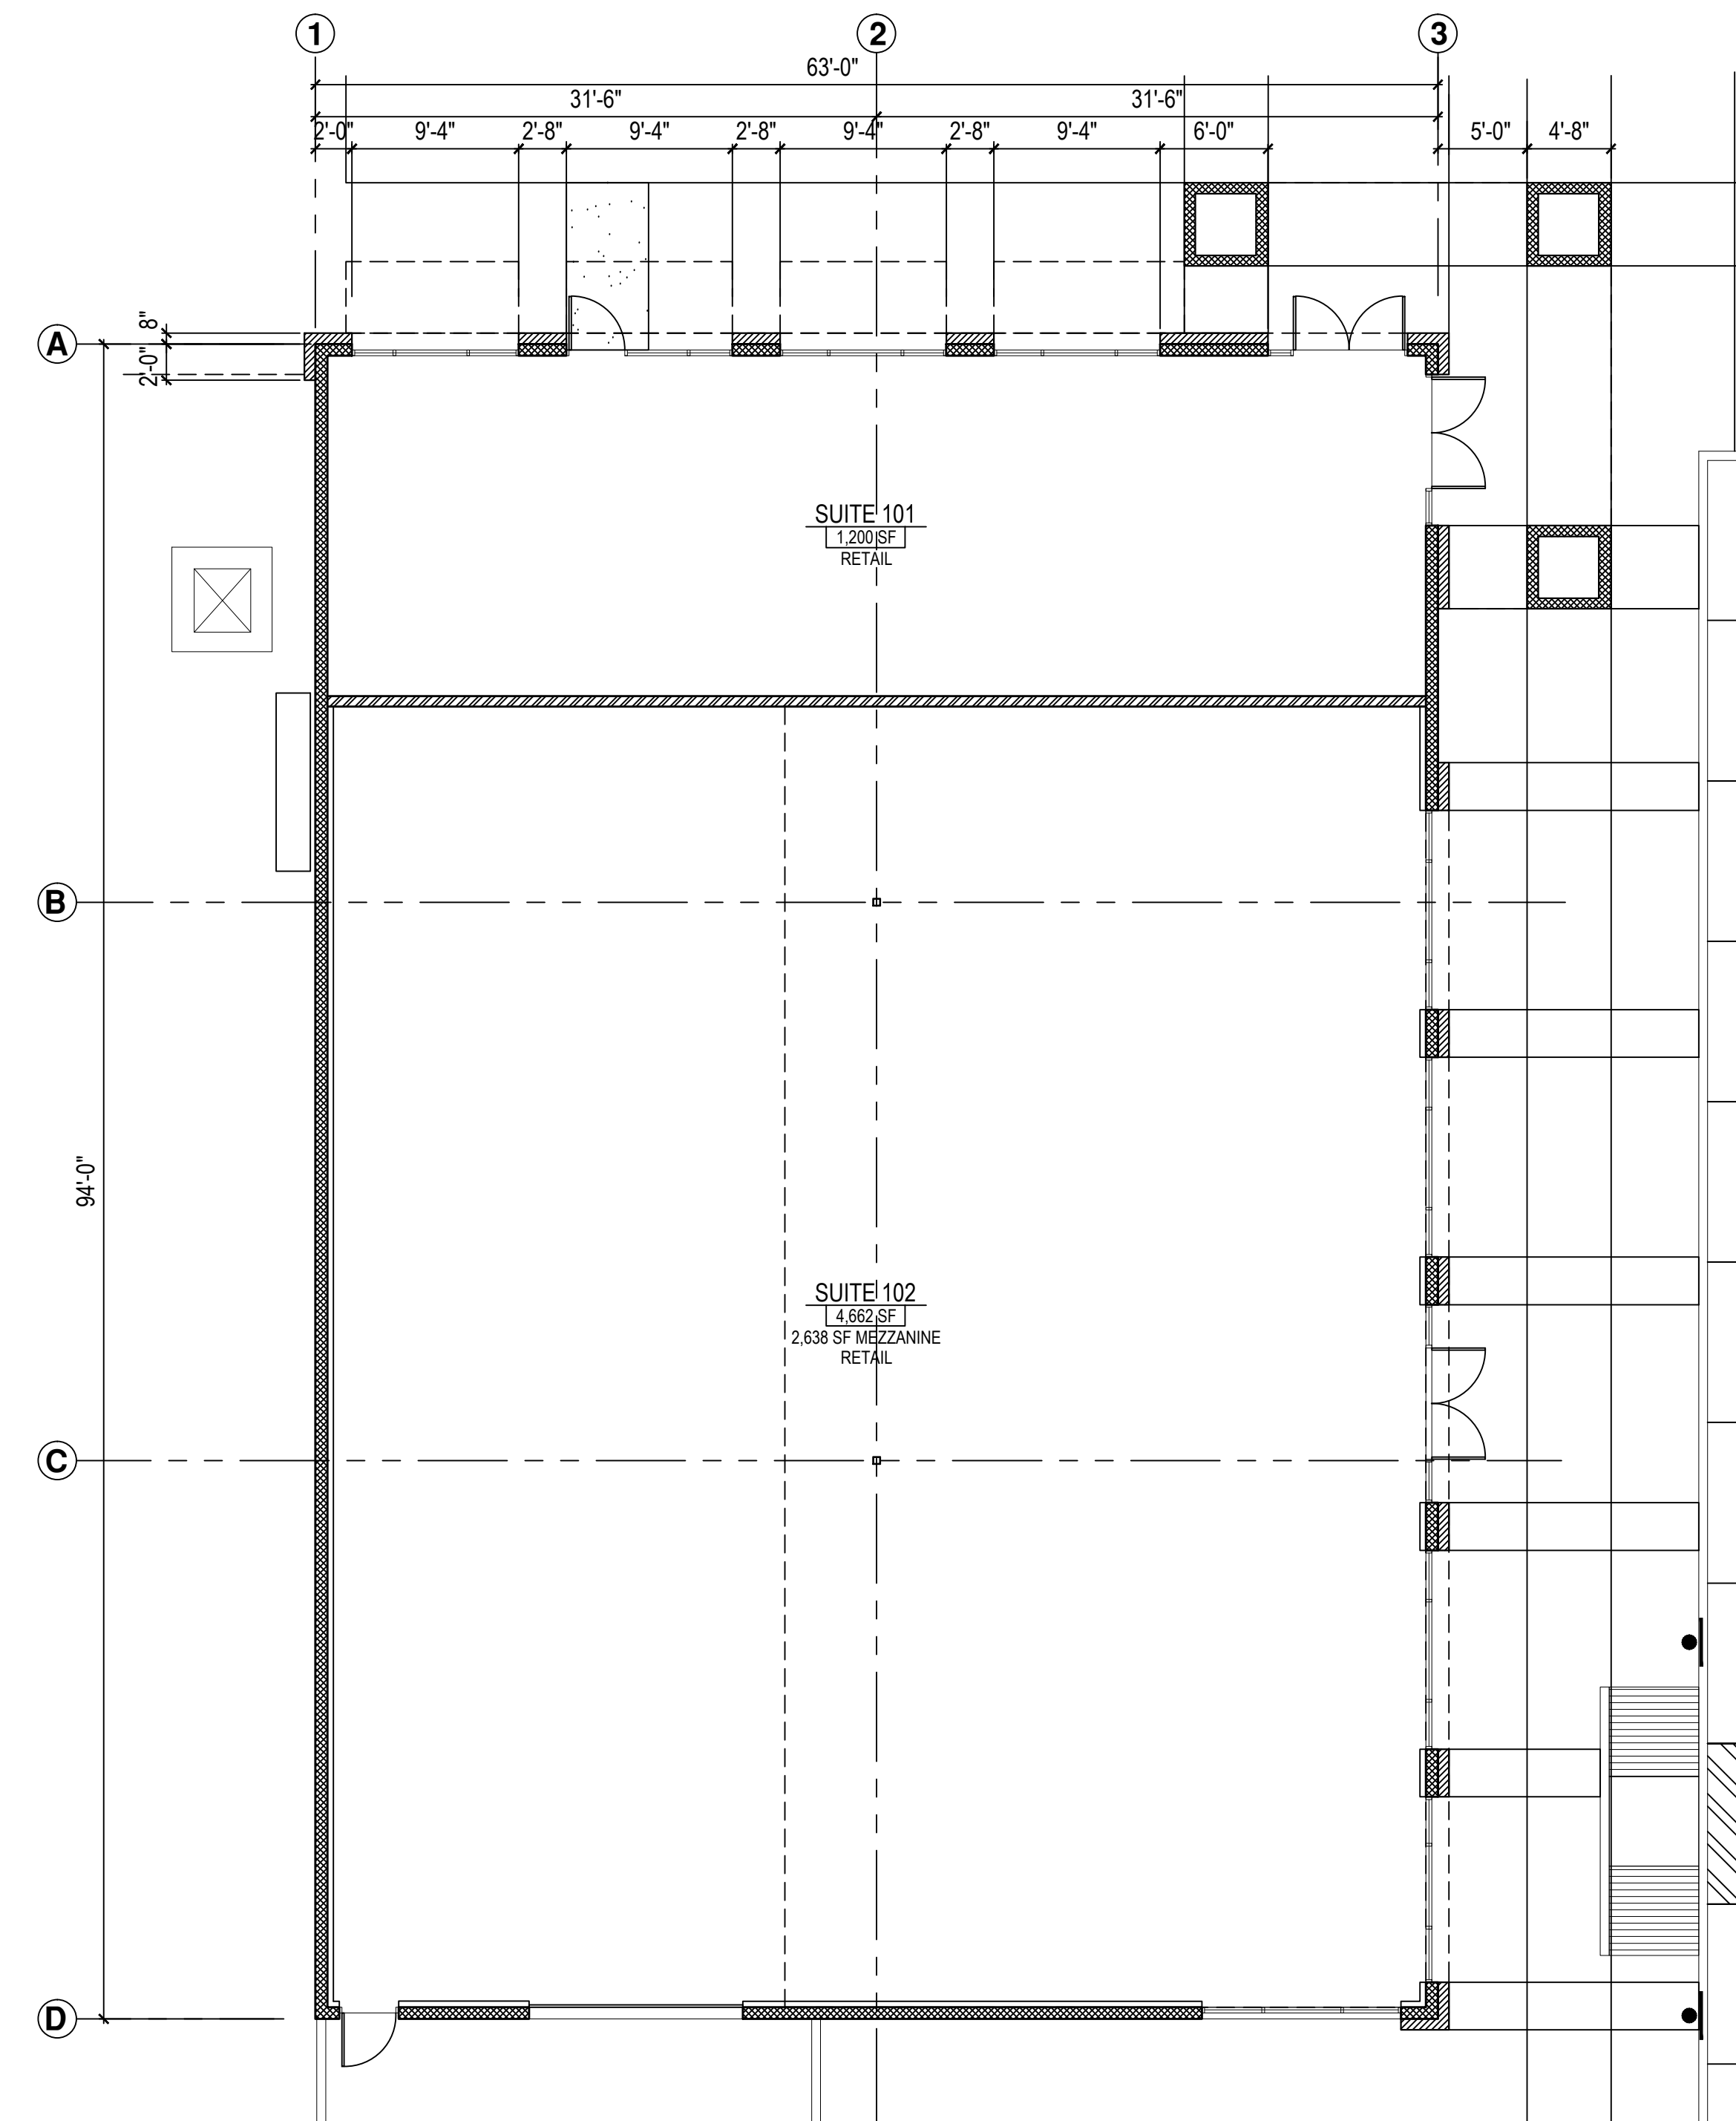 1 2 3
63'-0"
31'-6" 31'-6"
2'-0" 9'-4" 2'-8" 9'-4" 2'-8" 9'-4" 2'-8" 9'-4" 6'-0" 5'-0" 4'-8"
8"
A
2'-0"
SUITE 101
1,200 SF
RETAIL
B
94'-0"
SUITE 102
4,662 SF
2,638 SF MEZZANINE
RETAIL
C
D